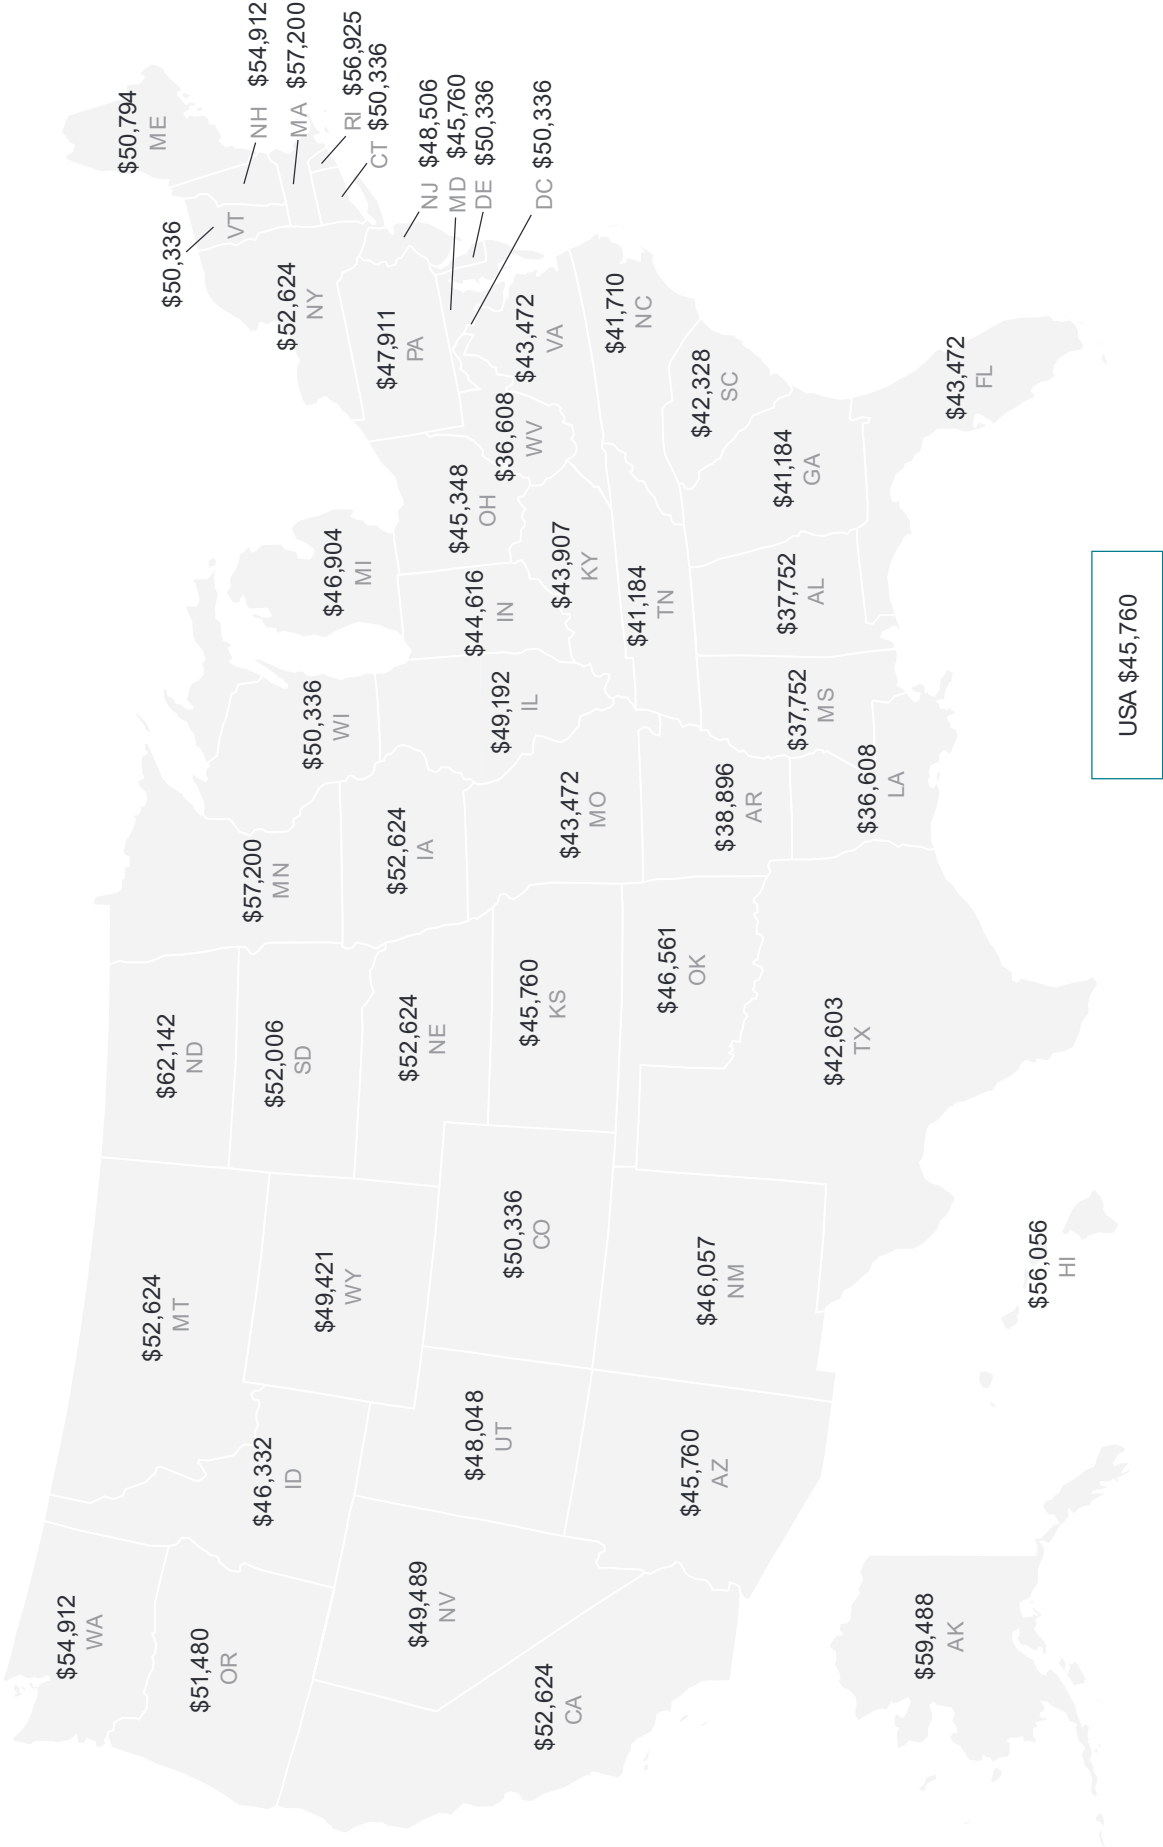 $54,912
WA
$51,480
OR
$52,624
CA
$49,489
NV
$46,332
ID
$52,624
MT
$49,421
WY
$48,048
UT
$45,760
AZ
$50,336
CO
$46,057
NM
$62,142
ND
$52,006
SD
$52,624
NE
$45,760
KS
$46,561
OK
$42,603
TX
$57,200
MN
$52,624
IA
$43,472
MO
$38,896
AR
$36,608
LA
$50,336
WI
$49,192
IL
$46,904
MI
$44,616
IN
$45,348
OH
$43,907
KY
$41,184
TN
$37,752
MS
$37,752
AL
$41,184
GA
$43,472
FL
$42,328
SC
$41,710
NC
$43,472
VA
$36,608
WV
$47,911
PA
$52,624
NY
$50,336
VT
$50,794
ME
NH $54,912
MA $57,200
RI $56,925
CT $50,336
NJ $48,506
MD $45,760
DE $50,336
DC $50,336
$59,488
AK
$56,056
HI
USA $45,760